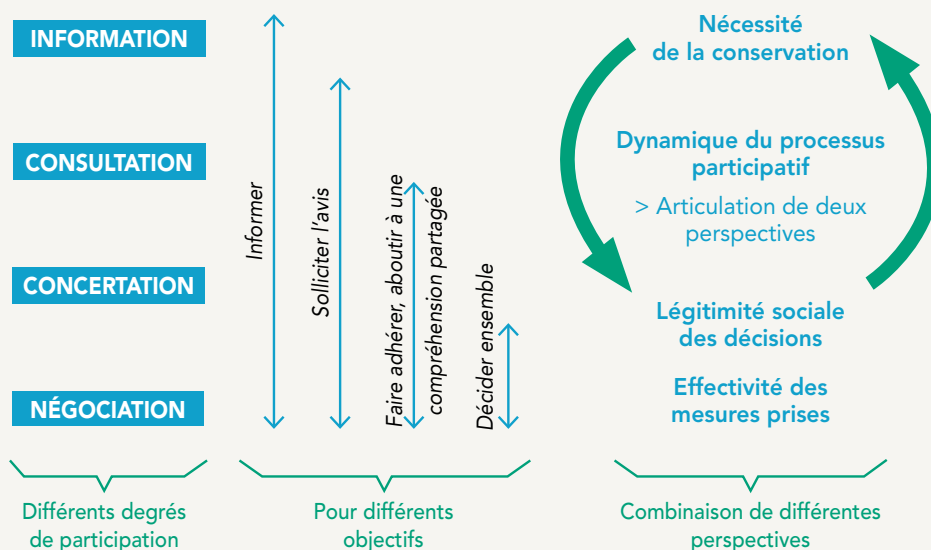 INFORMATION
CONSULTATION
CONCERTATION
NÉGOCIATION
Différents degrés
de participation
Informer
Solliciter l'avis
Faire adhérer, aboutir à une
compréhension partagée
Décider ensemble
Pour différents
objectifs
Nécessité
de la conservation
Dynamique du processus
participatif
> Articulation de deux
perspectives
Légitimité sociale
des décisions
Effectivité des
mesures prises
Combinaison de différentes
perspectives